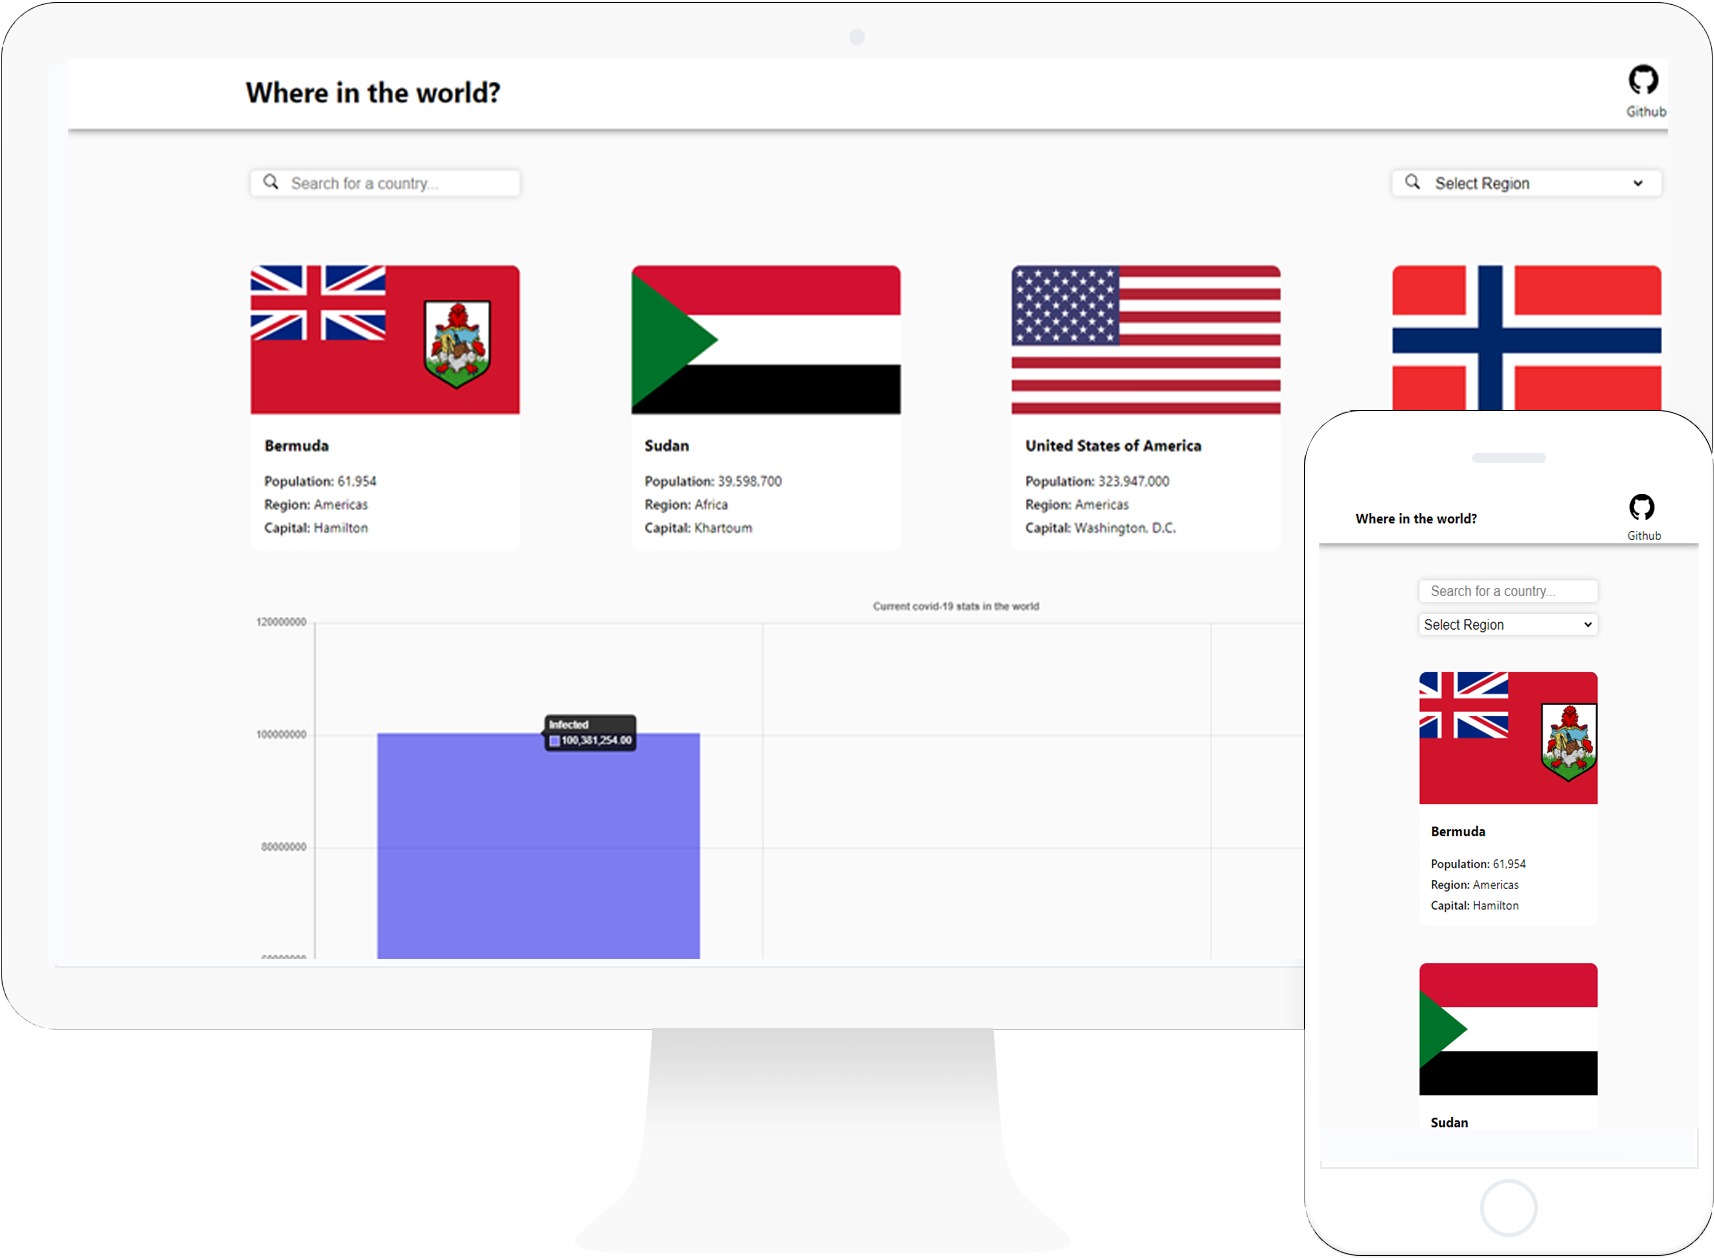 Where in the world?
Github
Search for a country...
Select Region
Bermuda
Population: 61,954
Region: Americas
Capital: Hamilton
Sudan
Population: 39,598,700
Region: Africa
Capital: Khartoum
United States of America
Population: 323,947,000
Region: Americas
Capital: Washington, D.C.
Current covid-19 stats in the world
120000000
100000000
80000000
Infected
100,381,254.00
Where in the world?
Github
Search for a country...
Select Region
Bermuda
Population: 61,954
Region: Americas
Capital: Hamilton
Sudan